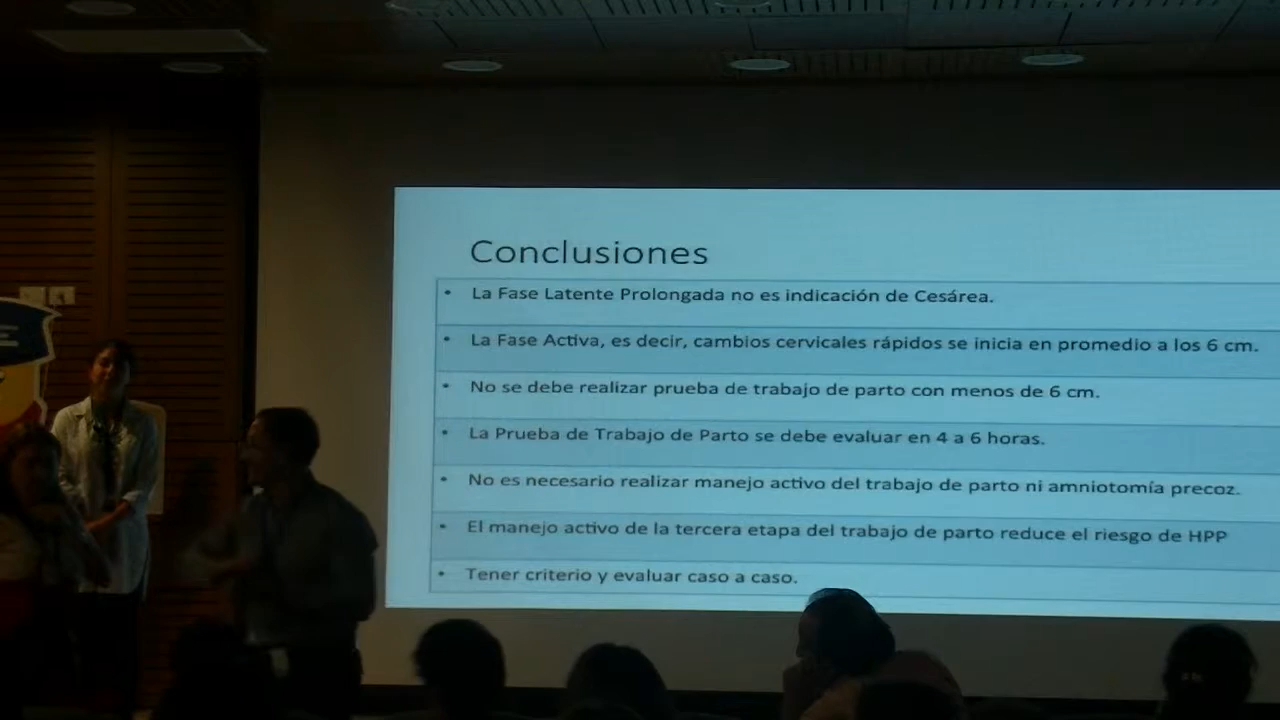 Conclusiones
• La Fase Latente Prolongada no es indicación de Cesárea.
• La Fase Activa, es decir, cambios cervicales rápidos se inicia en promedio a los 6 cm.
• No se debe realizar prueba de trabajo de parto con menos de 6 cm.
• La Prueba de Trabajo de Parto se debe evaluar en 4 a 6 horas.
• No es necesario realizar manejo activo del trabajo de parto ni amniotomía precoz.
• El manejo activo de la tercera etapa del trabajo de parto reduce el riesgo de HPP
• Tener criterio y evaluar caso a caso.